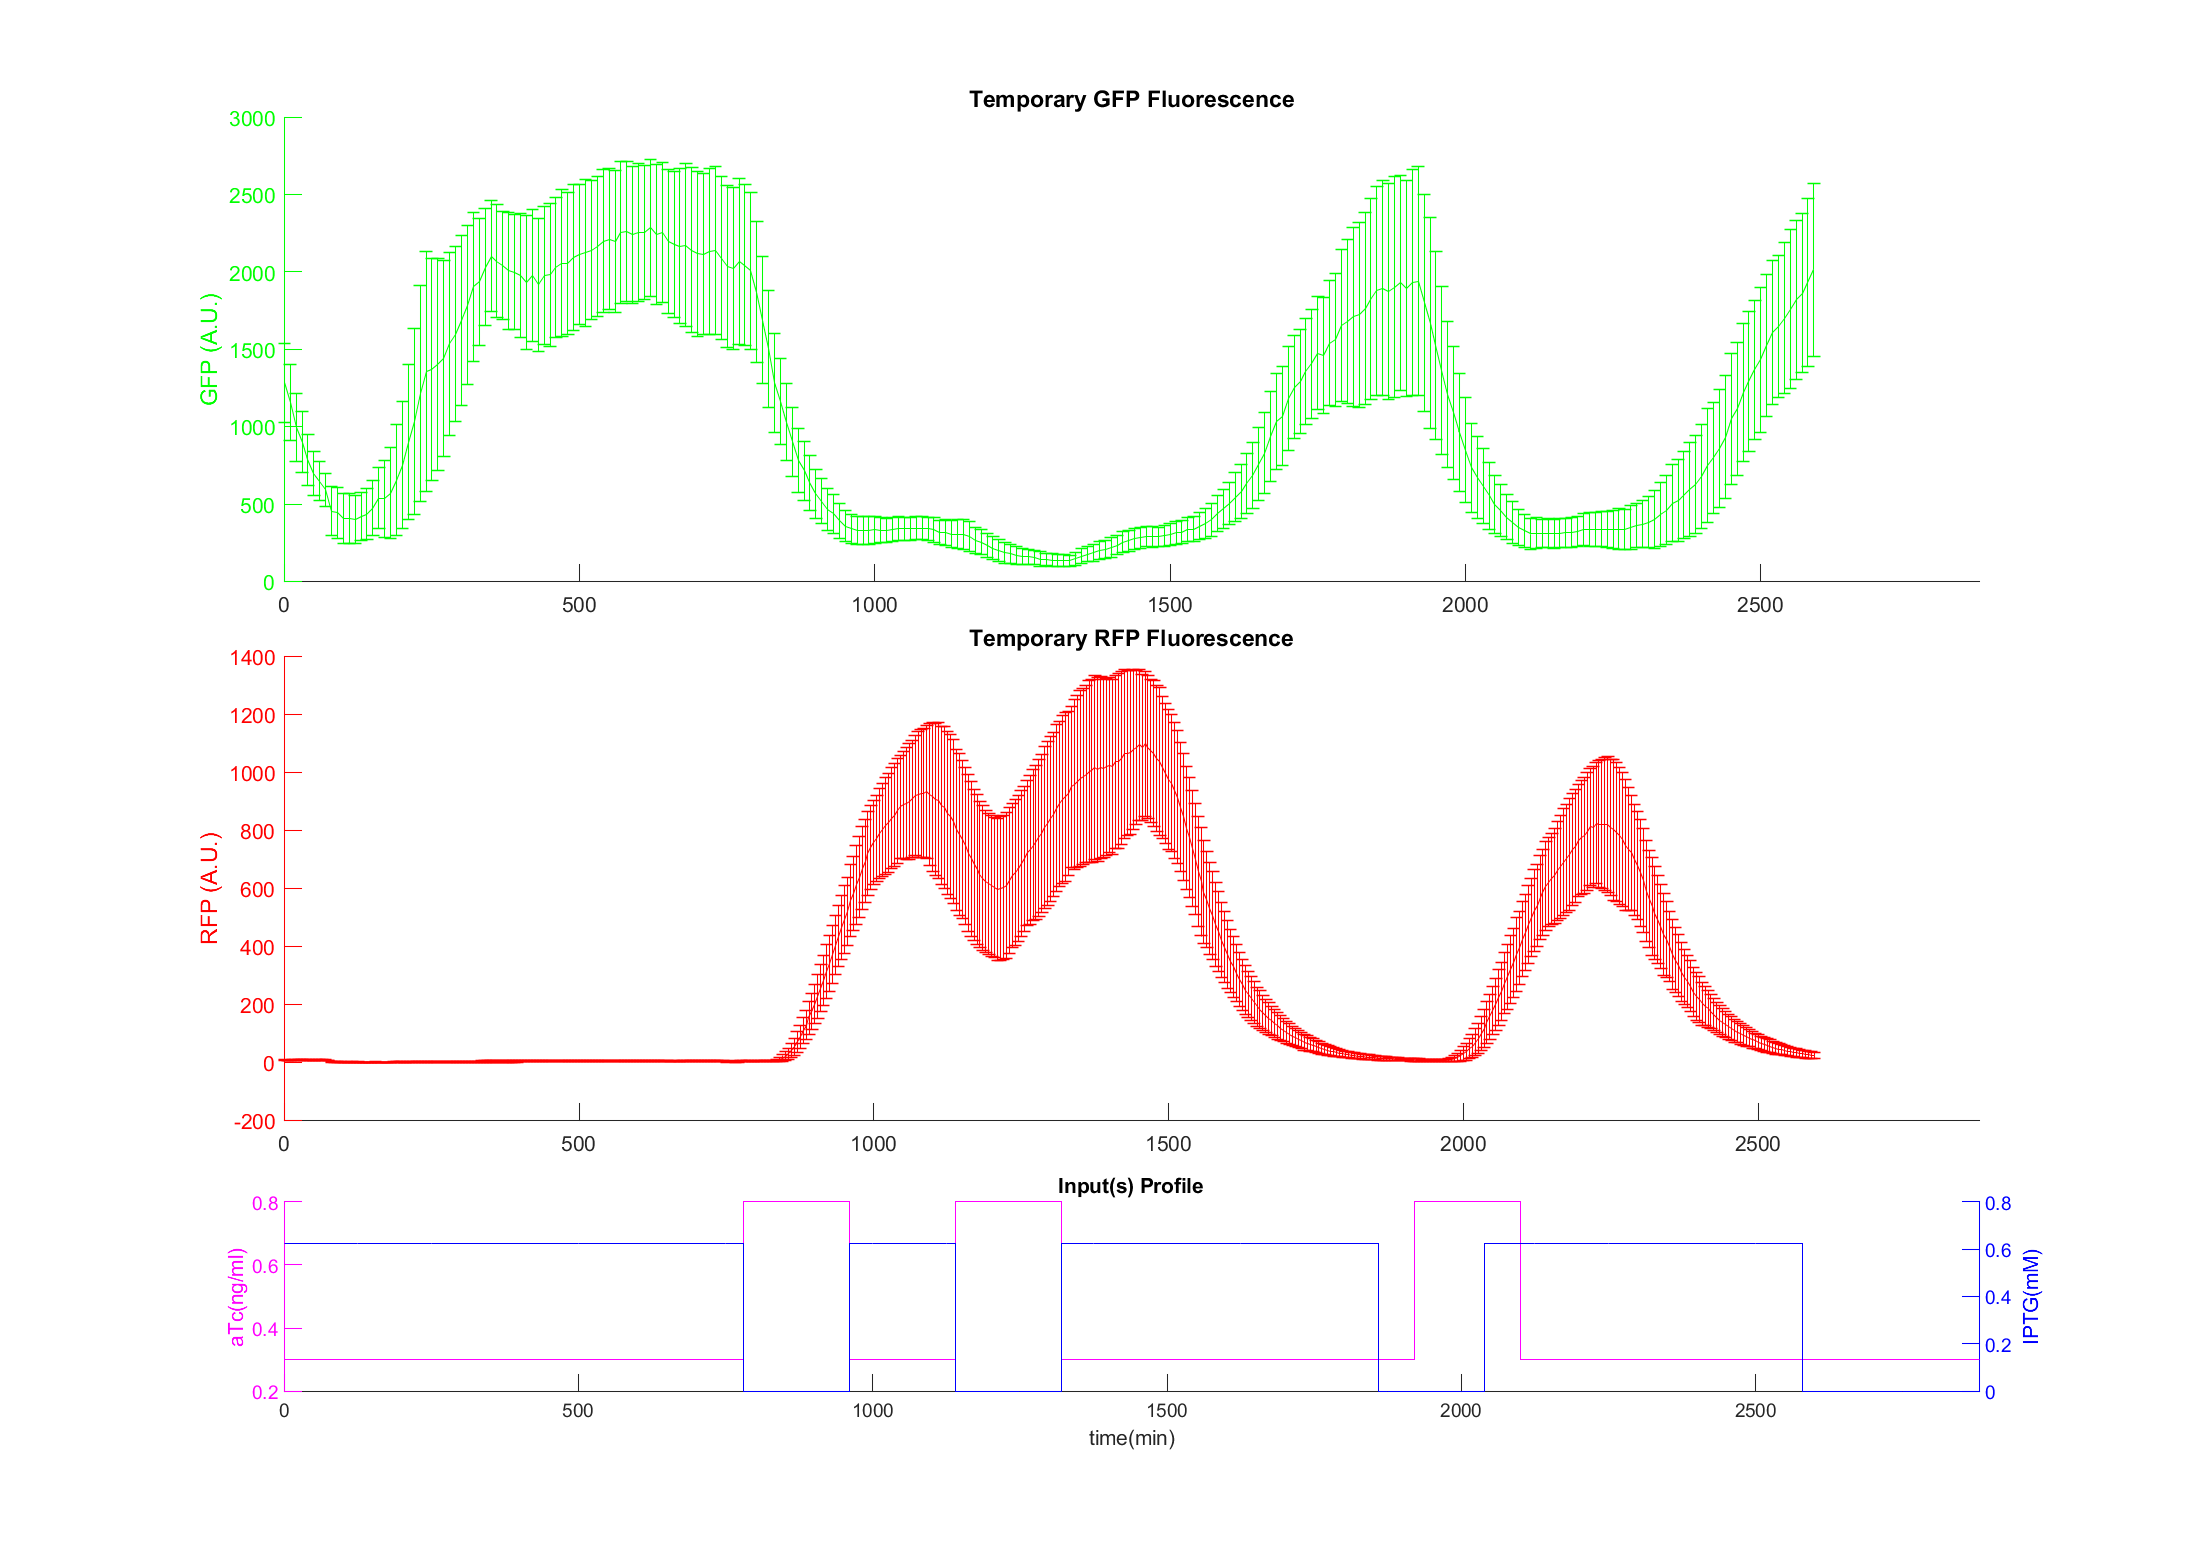 Temporary GFP Fluorescence
3000
2500
2000
1500
1000
500
0
GFP (A.U.)
0 500 1000 1500 2000 2500
Temporary RFP Fluorescence
1400
1200
1000
800
600
400
200
0
-200
RFP (A.U.)
0 500 1000 1500 2000 2500
Input(s) Profile
0.8
0.6
0.4
0.2
aTc(ng/ml)
0.8
0.6
0.4
0.2
0
IPTG(mM)
0 500 1000 1500 2000 2500
time(min)